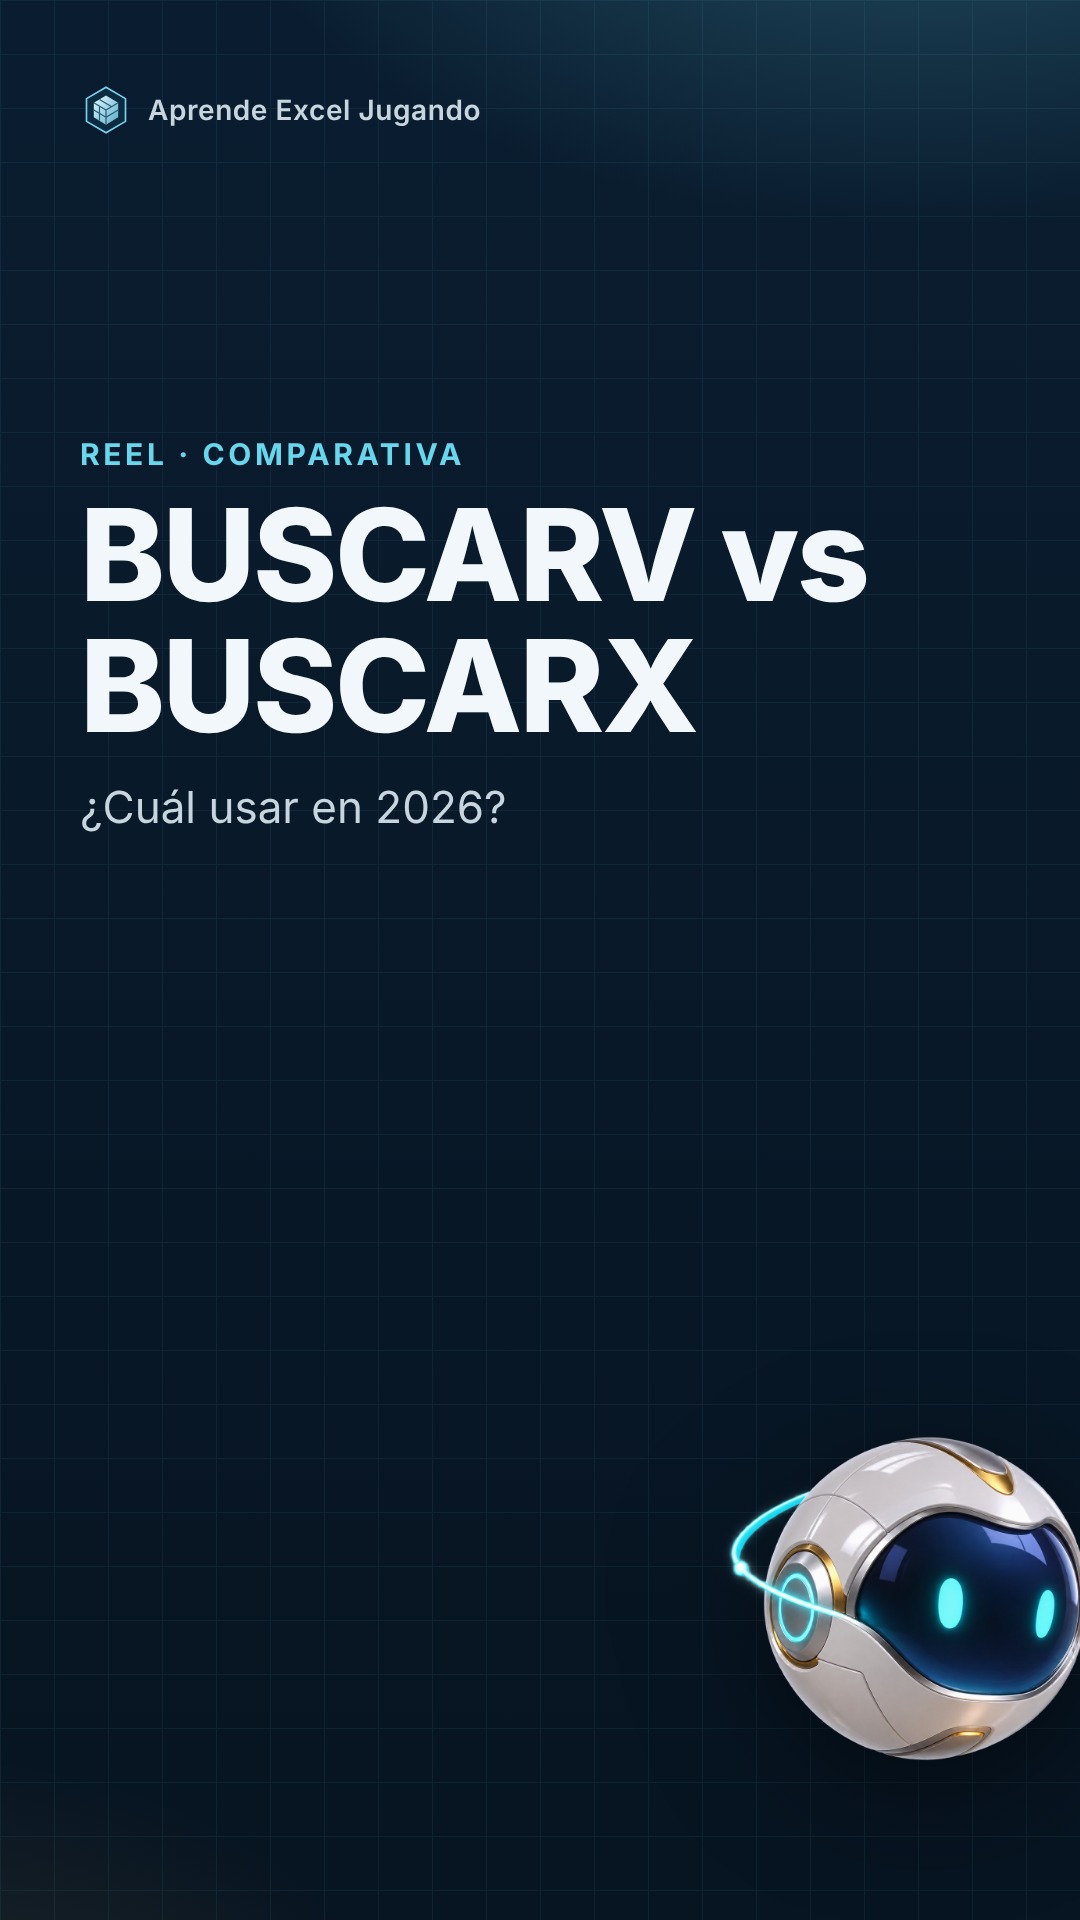 Aprende Excel Jugando
REEL · COMPARATIVA
BUSCARV vs
BUSCARX
¿Cuál usar en 2026?